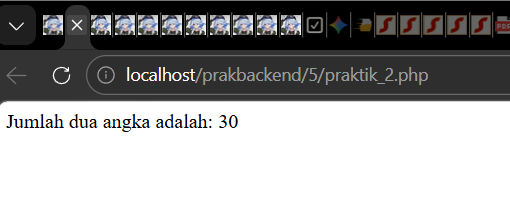 localhost/prakbackend/5/praktik_2.php
Jumlah dua angka adalah: 30